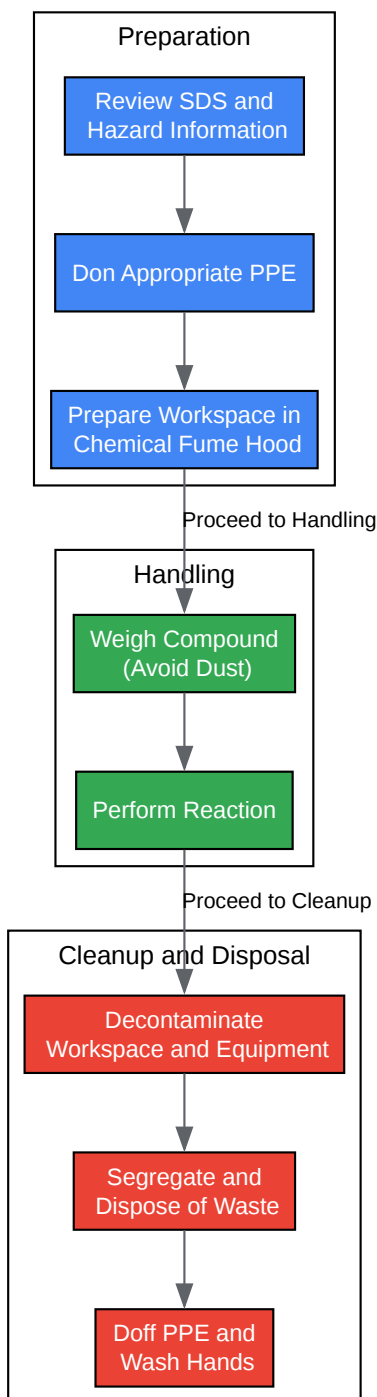 Preparation
Review SDS and
Hazard Information
Don Appropriate PPE
Prepare Workspace in
Chemical Fume Hood
Proceed to Handling
Handling
Weigh Compound
(Avoid Dust)
Perform Reaction
Proceed to Cleanup
Cleanup and Disposal
Decontaminate
Workspace and Equipment
Segregate and
Dispose of Waste
Doff PPE and
Wash Hands